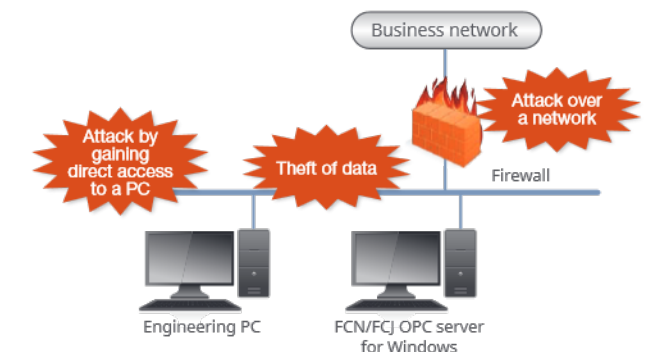 Business network
Attack over
a network
Attack by
gaining
direct access
to a PC
Theft of data
Firewall
Engineering PC
FCN/FCJ OPC server
for Windows